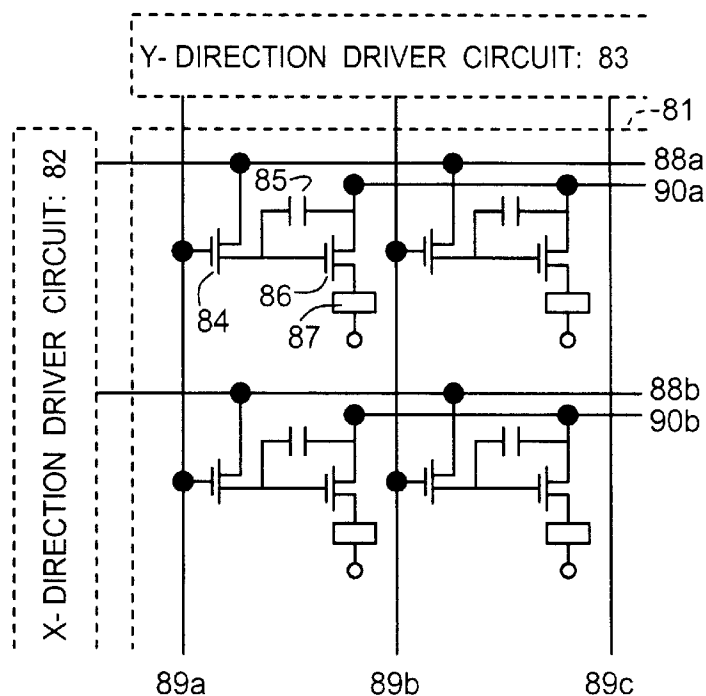 Y- DIRECTION DRIVER CIRCUIT: 83
81
X- DIRECTION DRIVER CIRCUIT: 82
88a
85
90a
84
86
87
88b
90b
89a
89b
89c